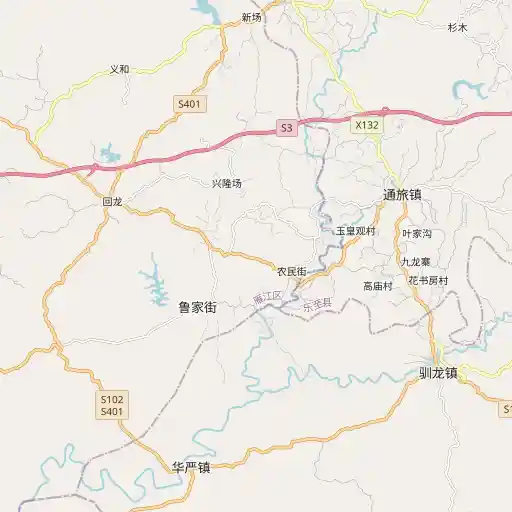 新场
杉木
义和
S401
S3
X132
兴隆场
通旅镇
回龙
玉皇观村
叶家沟
九龙寨
农民街
高庙村
花书房村
雁江区
乐至县
鲁家街
驯龙镇
S102
S401
S1
华严镇